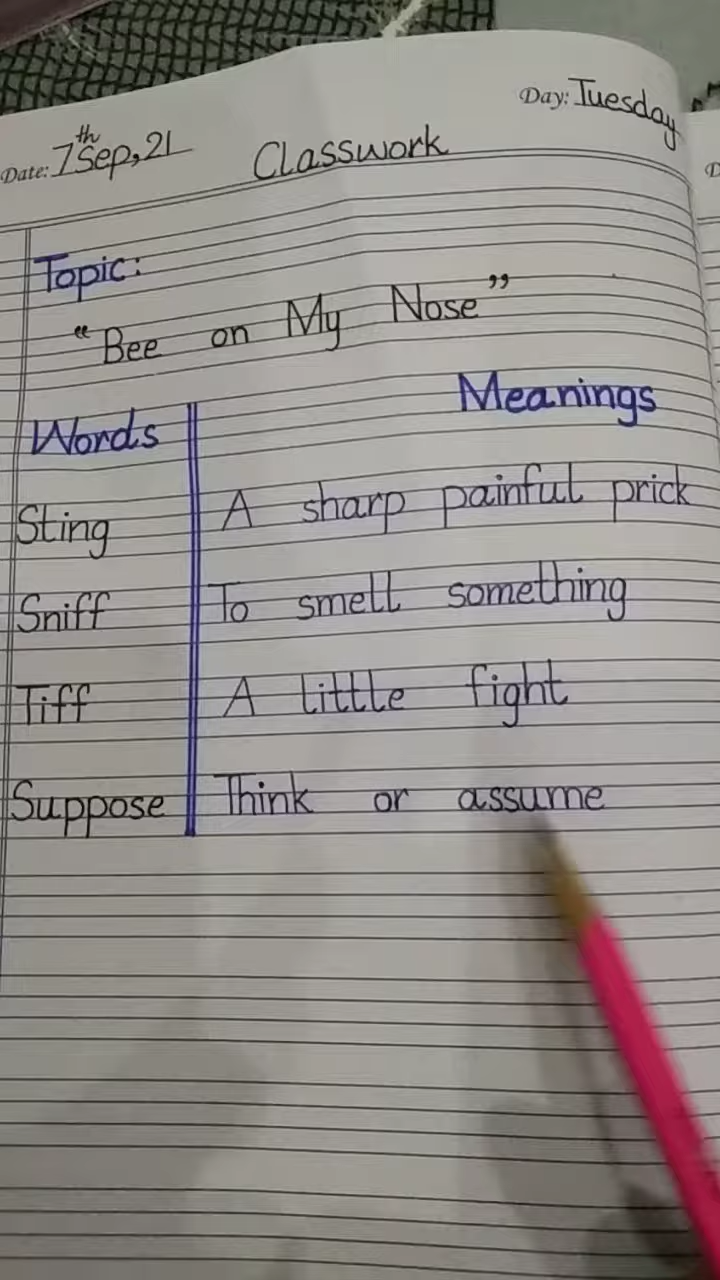 Day: Tuesday
Date: 7th Sep, 21 Classwork
Topic:
"Bee on My Nose"
Words Meanings
Sting A sharp painful prick
Sniff To smell something
Tiff A little fight
Suppose Think or assume